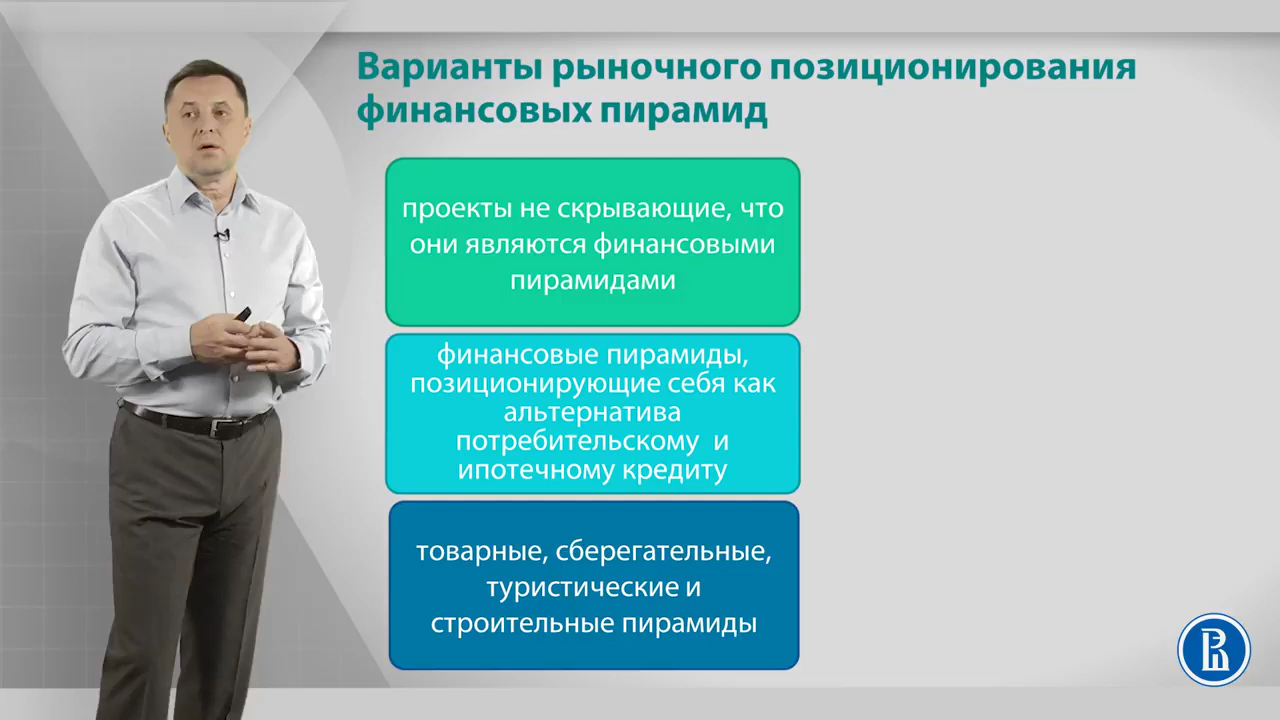 Варианты рыночного позиционирования
финансовых пирамид
проекты не скрывающие, что
они являются финансовыми
пирамидами
финансовые пирамиды,
позиционирующие себя как
альтернатива
потребительскому и
ипотечному кредиту
товарные, сберегательные,
туристические и
строительные пирамиды